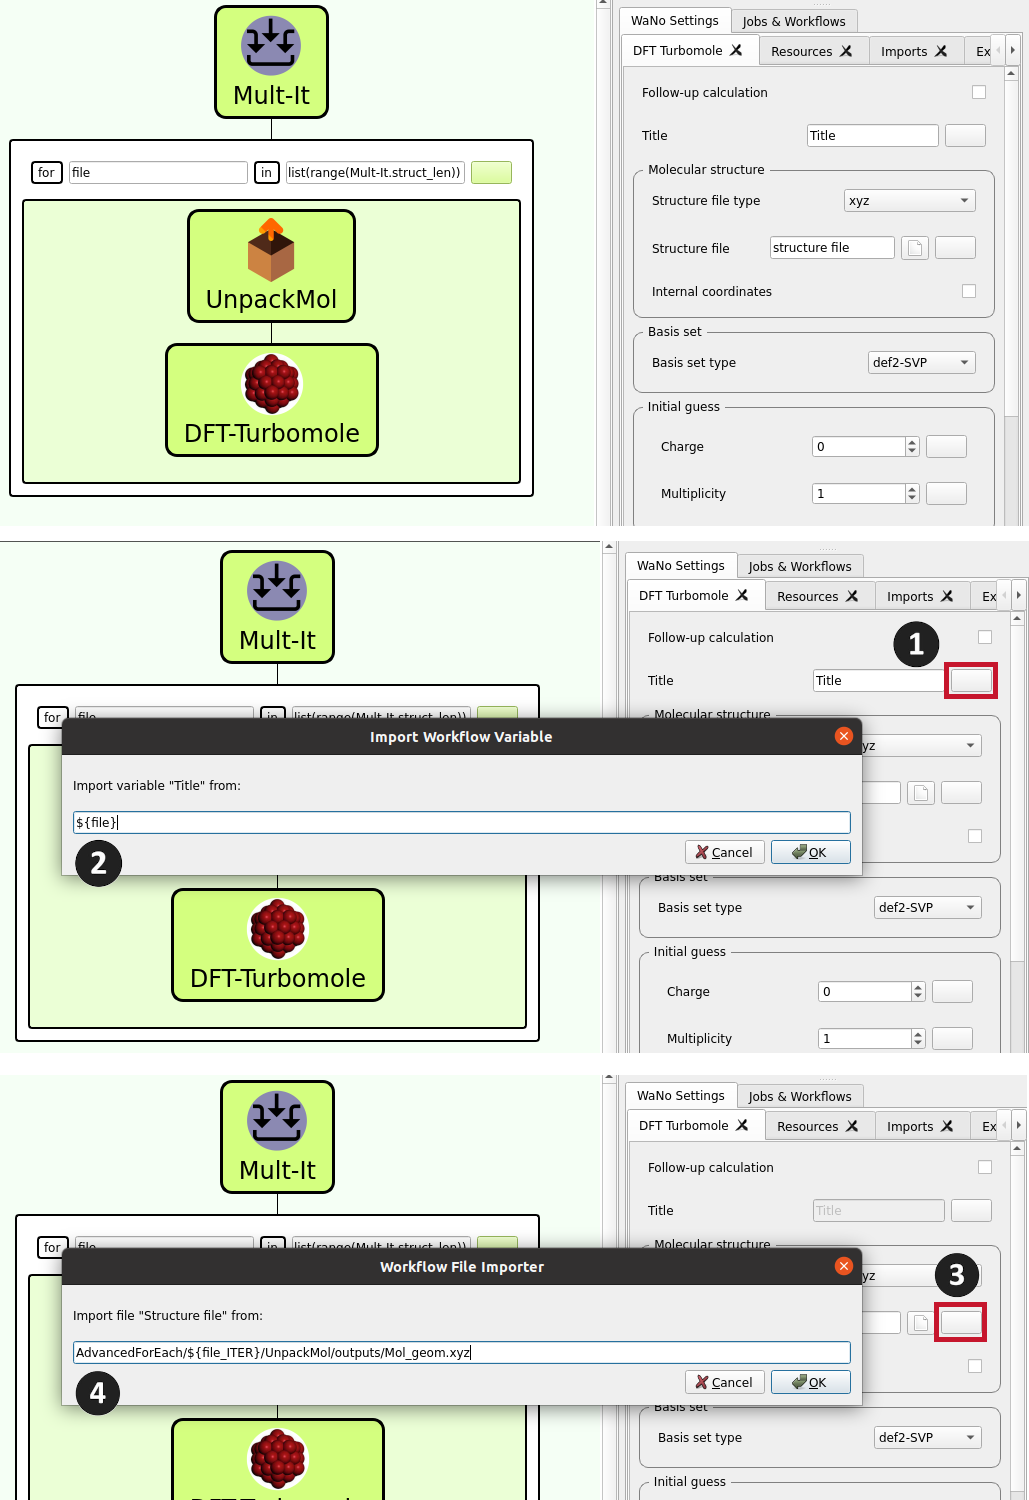 Mult-It
for
file
in
list(range(Mult-It.struct_len))
UnpackMol
DFT-Turbomole
WaNo Settings
Jobs & Workflows
DFT Turbomole
Resources
Imports
Ex
Follow-up calculation
Title
Title
Molecular structure
Structure file type
xyz
Structure file
structure file
Internal coordinates
Basis set
Basis set type
def2-SVP
Initial guess
Charge
0
Multiplicity
1
Mult-It
for
file
in
list(range(Mult-It.struct_len))
WaNo Settings
Jobs & Workflows
DFT Turbomole
Resources
Imports
Ex
Follow-up calculation
1
Title
Title
Molecular structure
yz
Import Workflow Variable
Import variable "Title" from:
${file}
2
Cancel
OK
DFT-Turbomole
Basis set
Basis set type
def2-SVP
Initial guess
Charge
0
Multiplicity
1
Mult-It
for
file
in
list(range(Mult-It.struct_len))
WaNo Settings
Jobs & Workflows
DFT Turbomole
Resources
Imports
Ex
Follow-up calculation
Title
Title
Molecular structure
yz
3
Workflow File Importer
Import file "Structure file" from:
AdvancedForEach/${file_ITER}/UnpackMol/outputs/Mol_geom.xyz
4
Cancel
OK
DFT-Turbomole
Basis set
Basis set type
def2-SVP
Initial guess